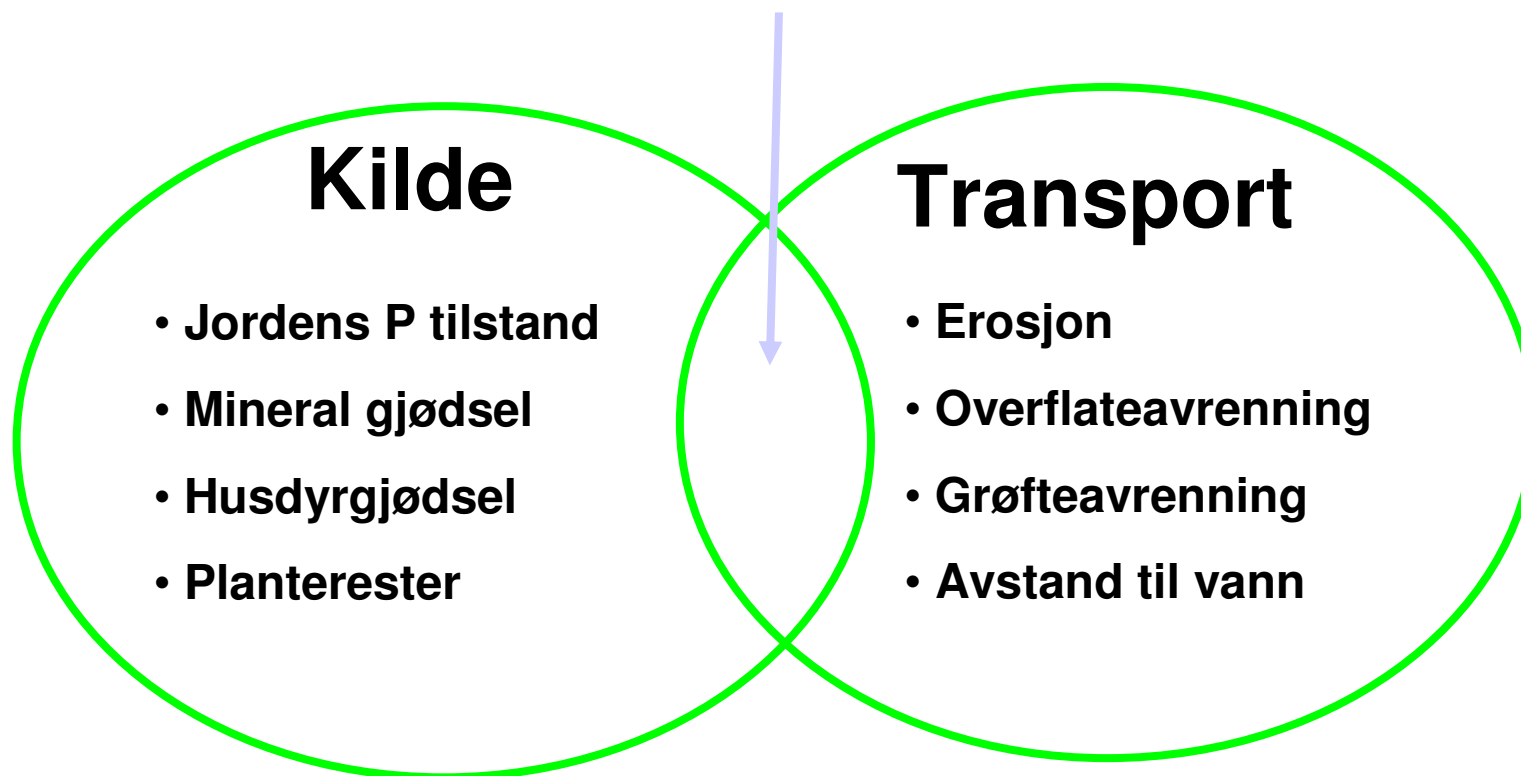 Kilde
• Jordens P tilstand
• Mineral gjødsel
• Husdyrgjødsel
• Planterester
Transport
• Erosjon
• Overflateavrenning
• Grøfteavrenning
• Avstand til vann